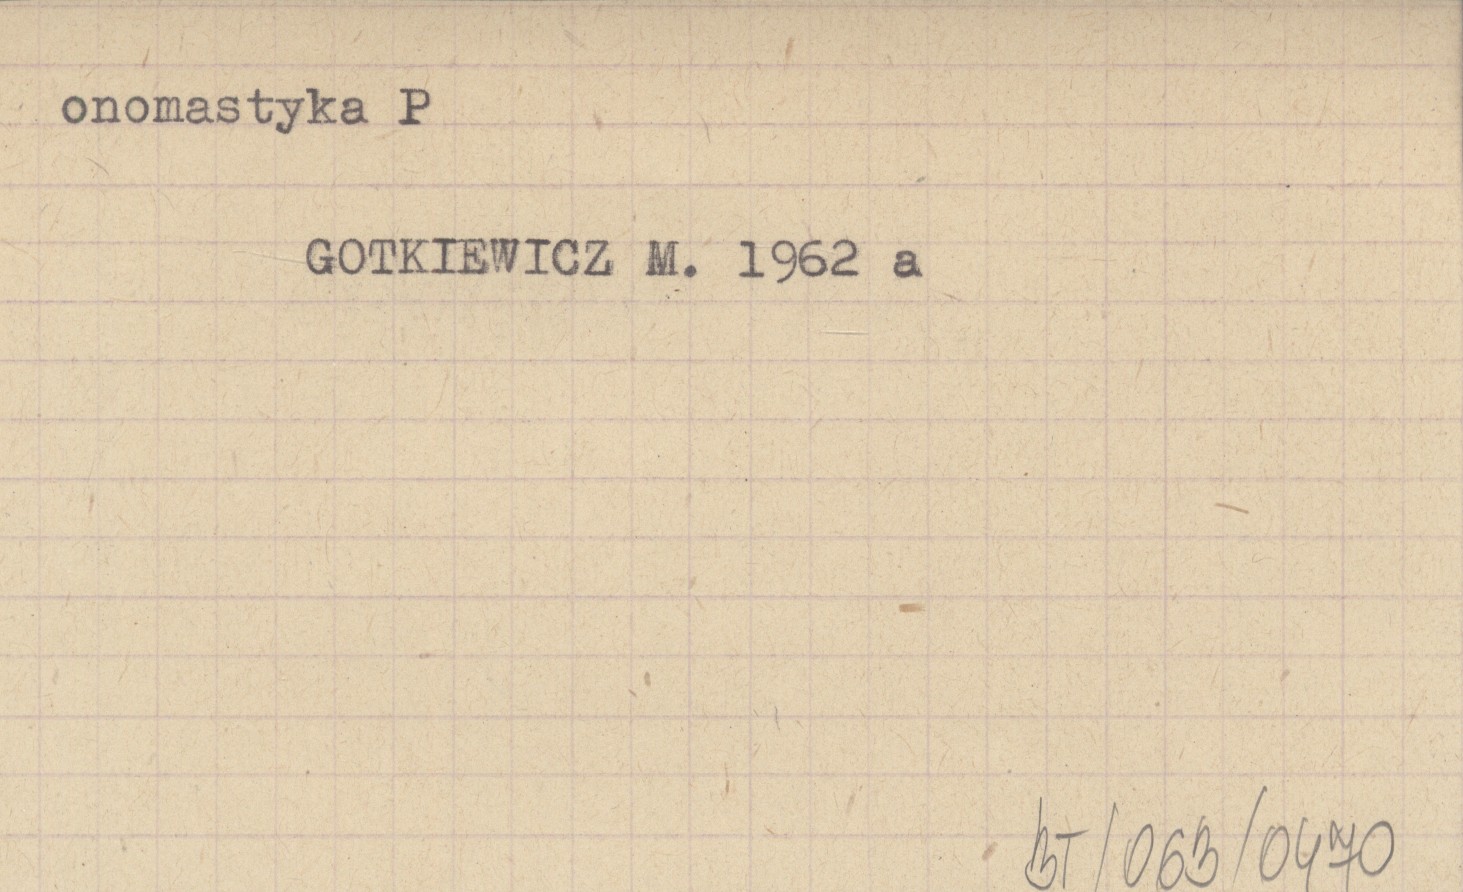 onomastyka P
GOTKIEWICZ M. 1962 a
BT/063/0470